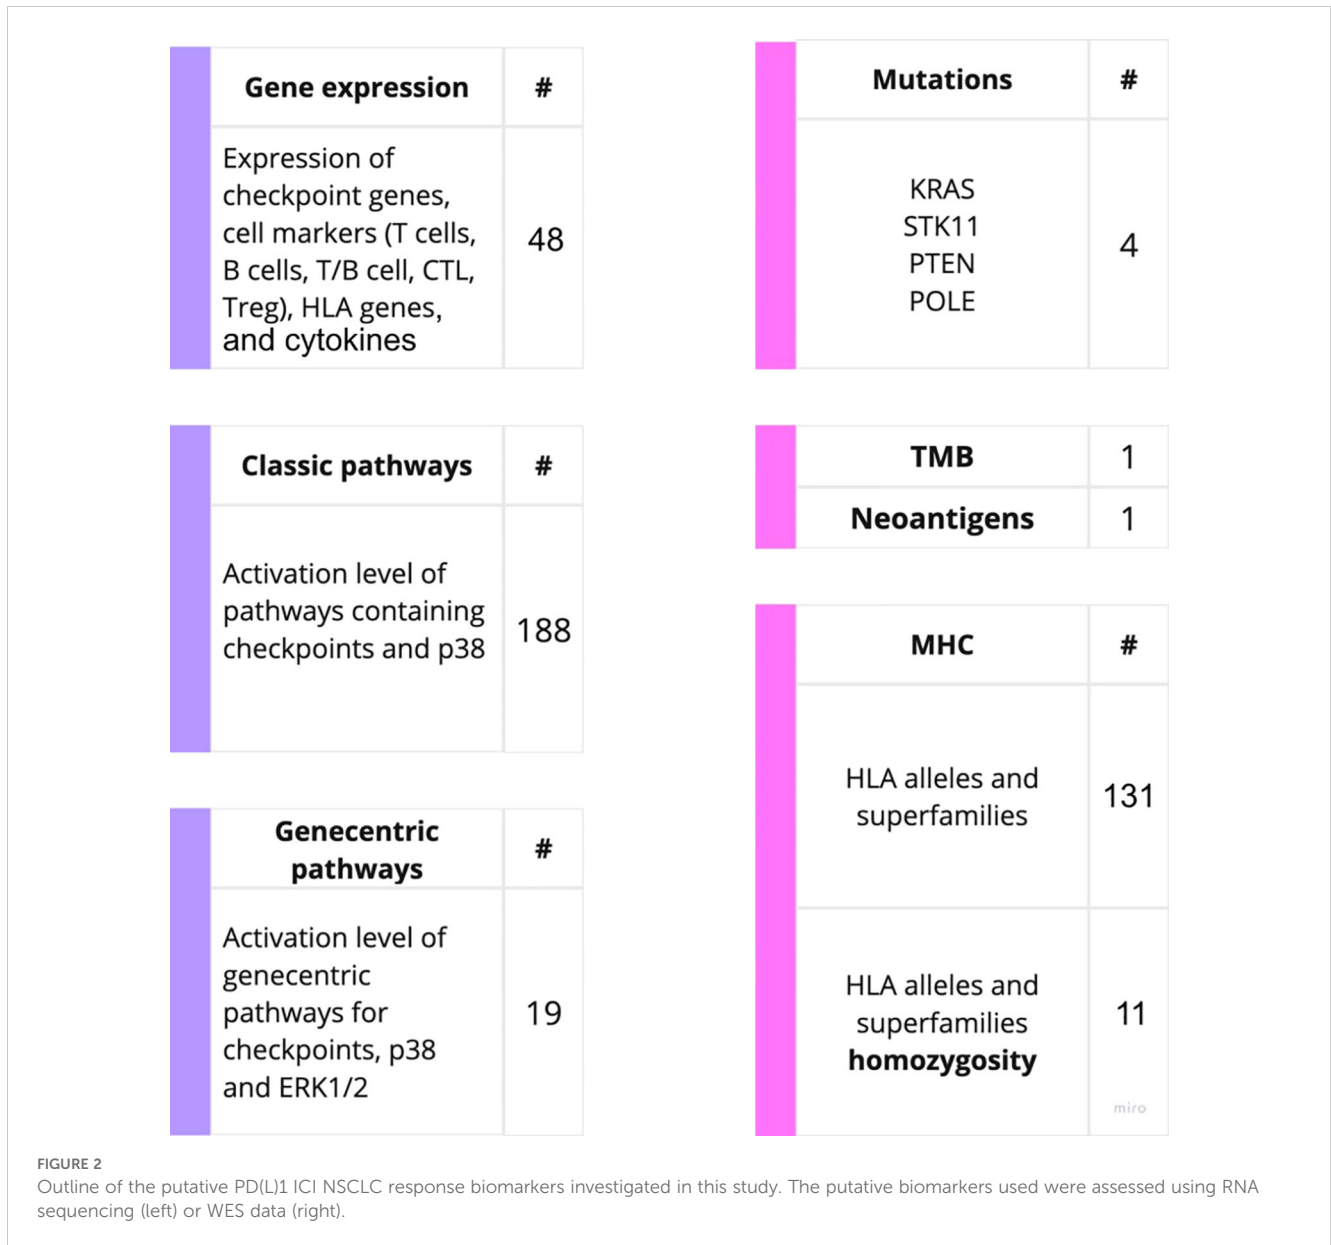 Gene expression #
Expression of
checkpoint genes,
cell markers (T cells,
B cells, T/B cell, CTL,
Treg), HLA genes,
and cytokines
48
Classic pathways #
Activation level of
pathways containing
checkpoints and p38
188
Genecentric
pathways
#
Activation level of
genecentric
pathways for
checkpoints, p38
and ERK1/2
19
Mutations #
KRAS
STK11
PTEN
POLE
4
TMB 1
Neoantigens 1
MHC #
HLA alleles and
superfamilies
131
HLA alleles and
superfamilies
homozygosity
11
miro
FIGURE 2
Outline of the putative PD(L)1 ICI NSCLC response biomarkers investigated in this study. The putative biomarkers used were assessed using RNA
sequencing (left) or WES data (right).